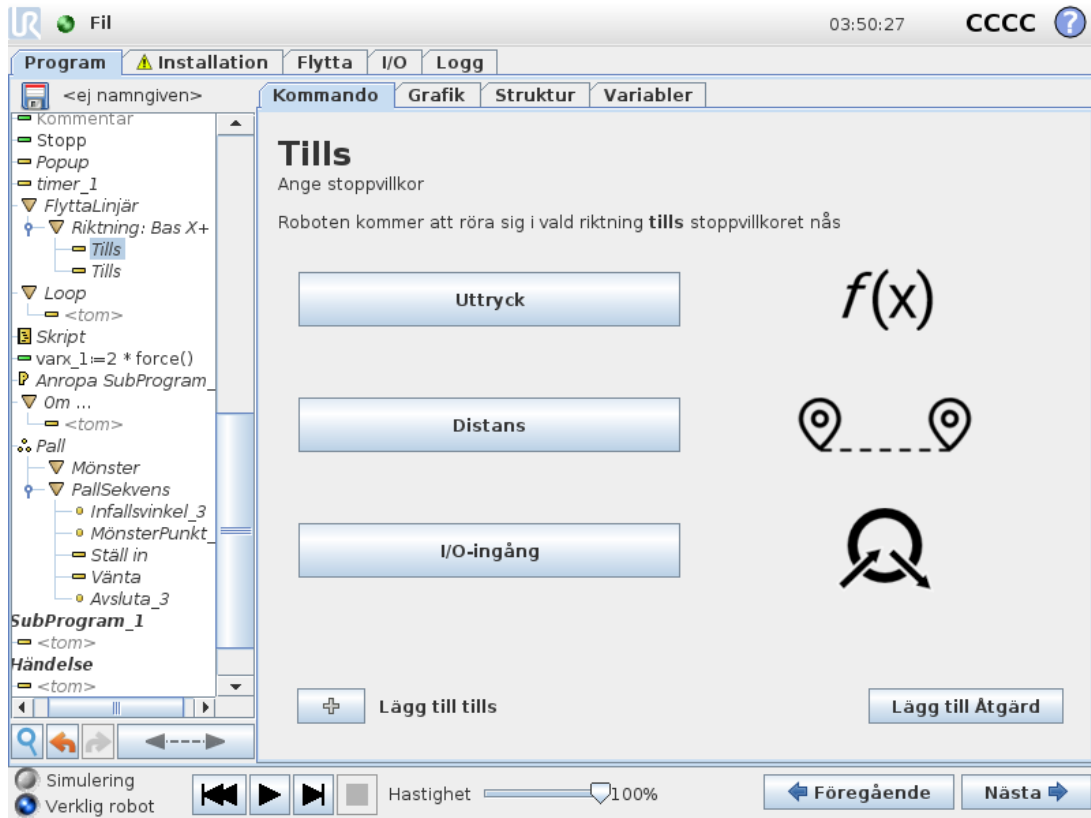 UR Fil 03:50:27 CCCC ?
Program Installation Flytta I/O Logg
<ej namngiven>
Kommando Grafik Struktur Variabler
Kommentar
Stopp
Popup
timer_1
FlyttaLinjär
Riktning: Bas X+
Tills
Tills
Loop
<tom>
Skript
varx_1:=2 * force()
Anropa SubProgram_
Om ...
<tom>
Pall
Mönster
PallSekvens
Infallsvinkel_3
MönsterPunkt_
Ställ in
Vänta
Avsluta_3
SubProgram_1
<tom>
Händelse
<tom>
Tills
Ange stoppvillkor
Roboten kommer att röra sig i vald riktning tills stoppvillkoret nås
Uttryck f(x)
Distans
I/O-ingång
Lägg till tills Lägg till Åtgärd
Simulering
Verklig robot
Hastighet 100%
Föregående Nästa